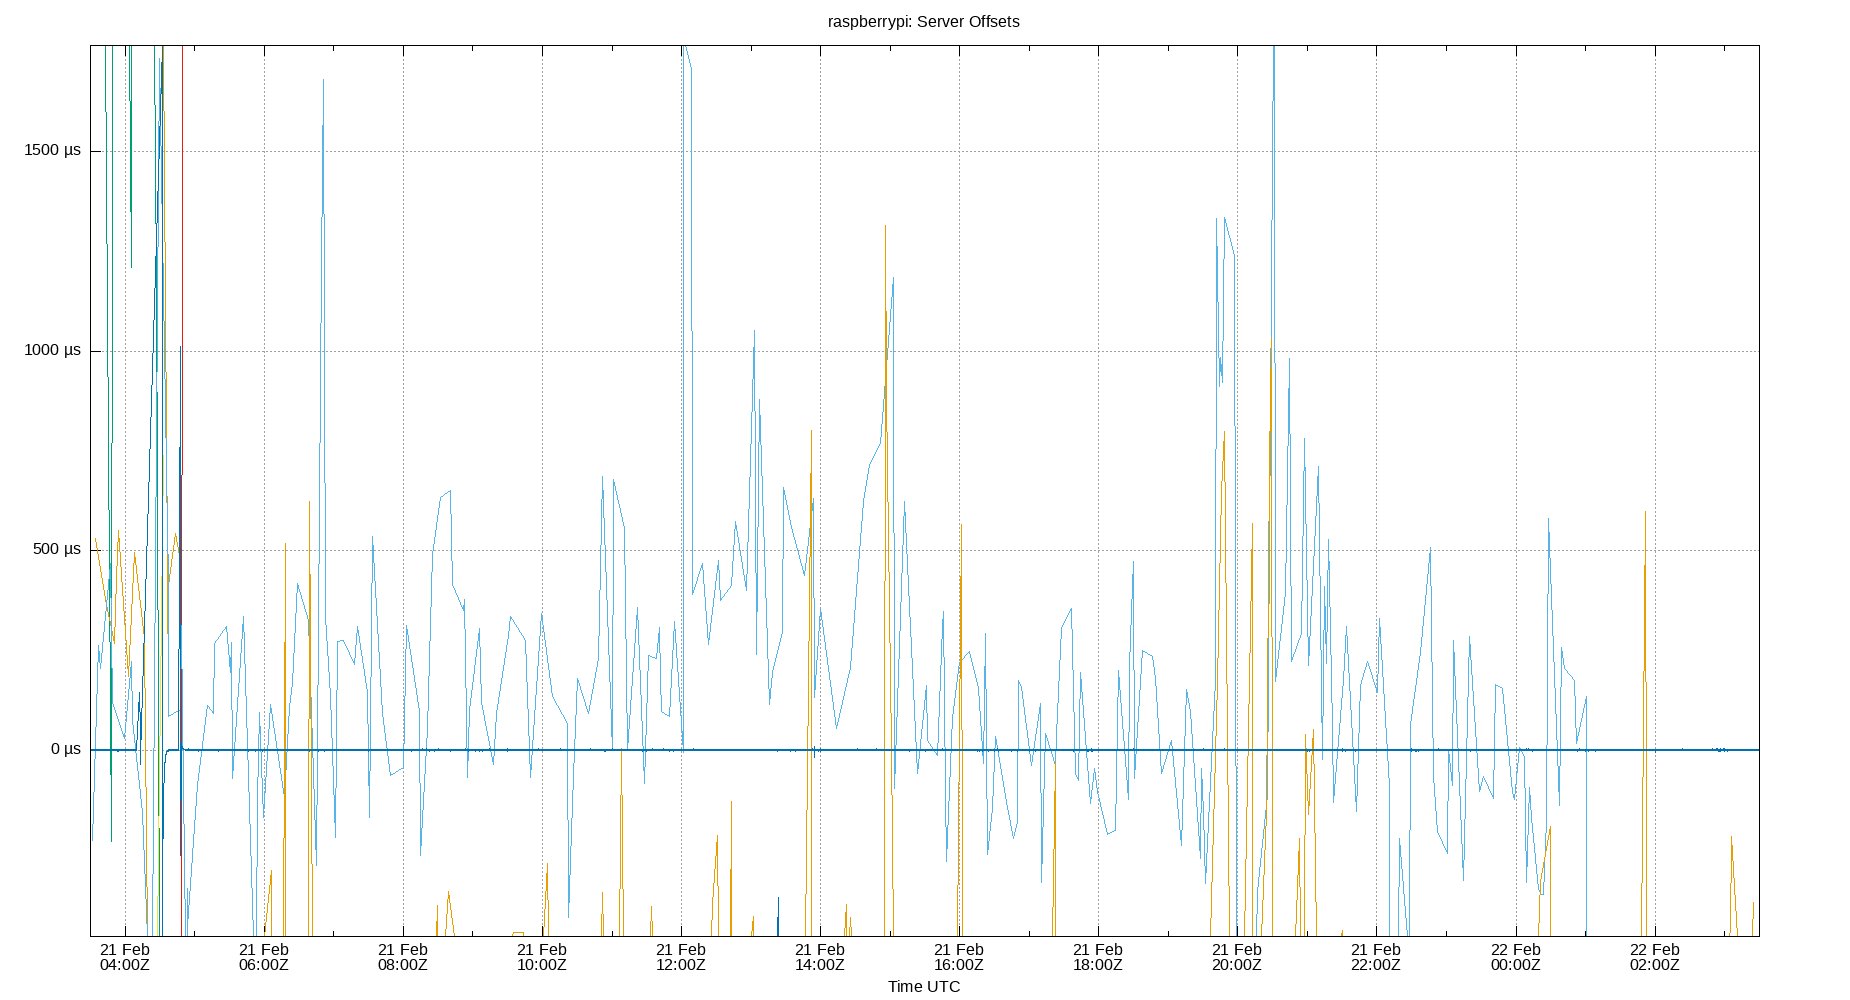 raspberrypi: Server Offsets
1500 µs
1000 µs
500 µs
0 µs
21 Feb 21 Feb 21 Feb 21 Feb 21 Feb 21 Feb 21 Feb 21 Feb 21 Feb 21 Feb 22 Feb 22 Feb
04:00Z 06:00Z 08:00Z 10:00Z 12:00Z 14:00Z 16:00Z 18:00Z 20:00Z 22:00Z 00:00Z 02:00Z
Time UTC